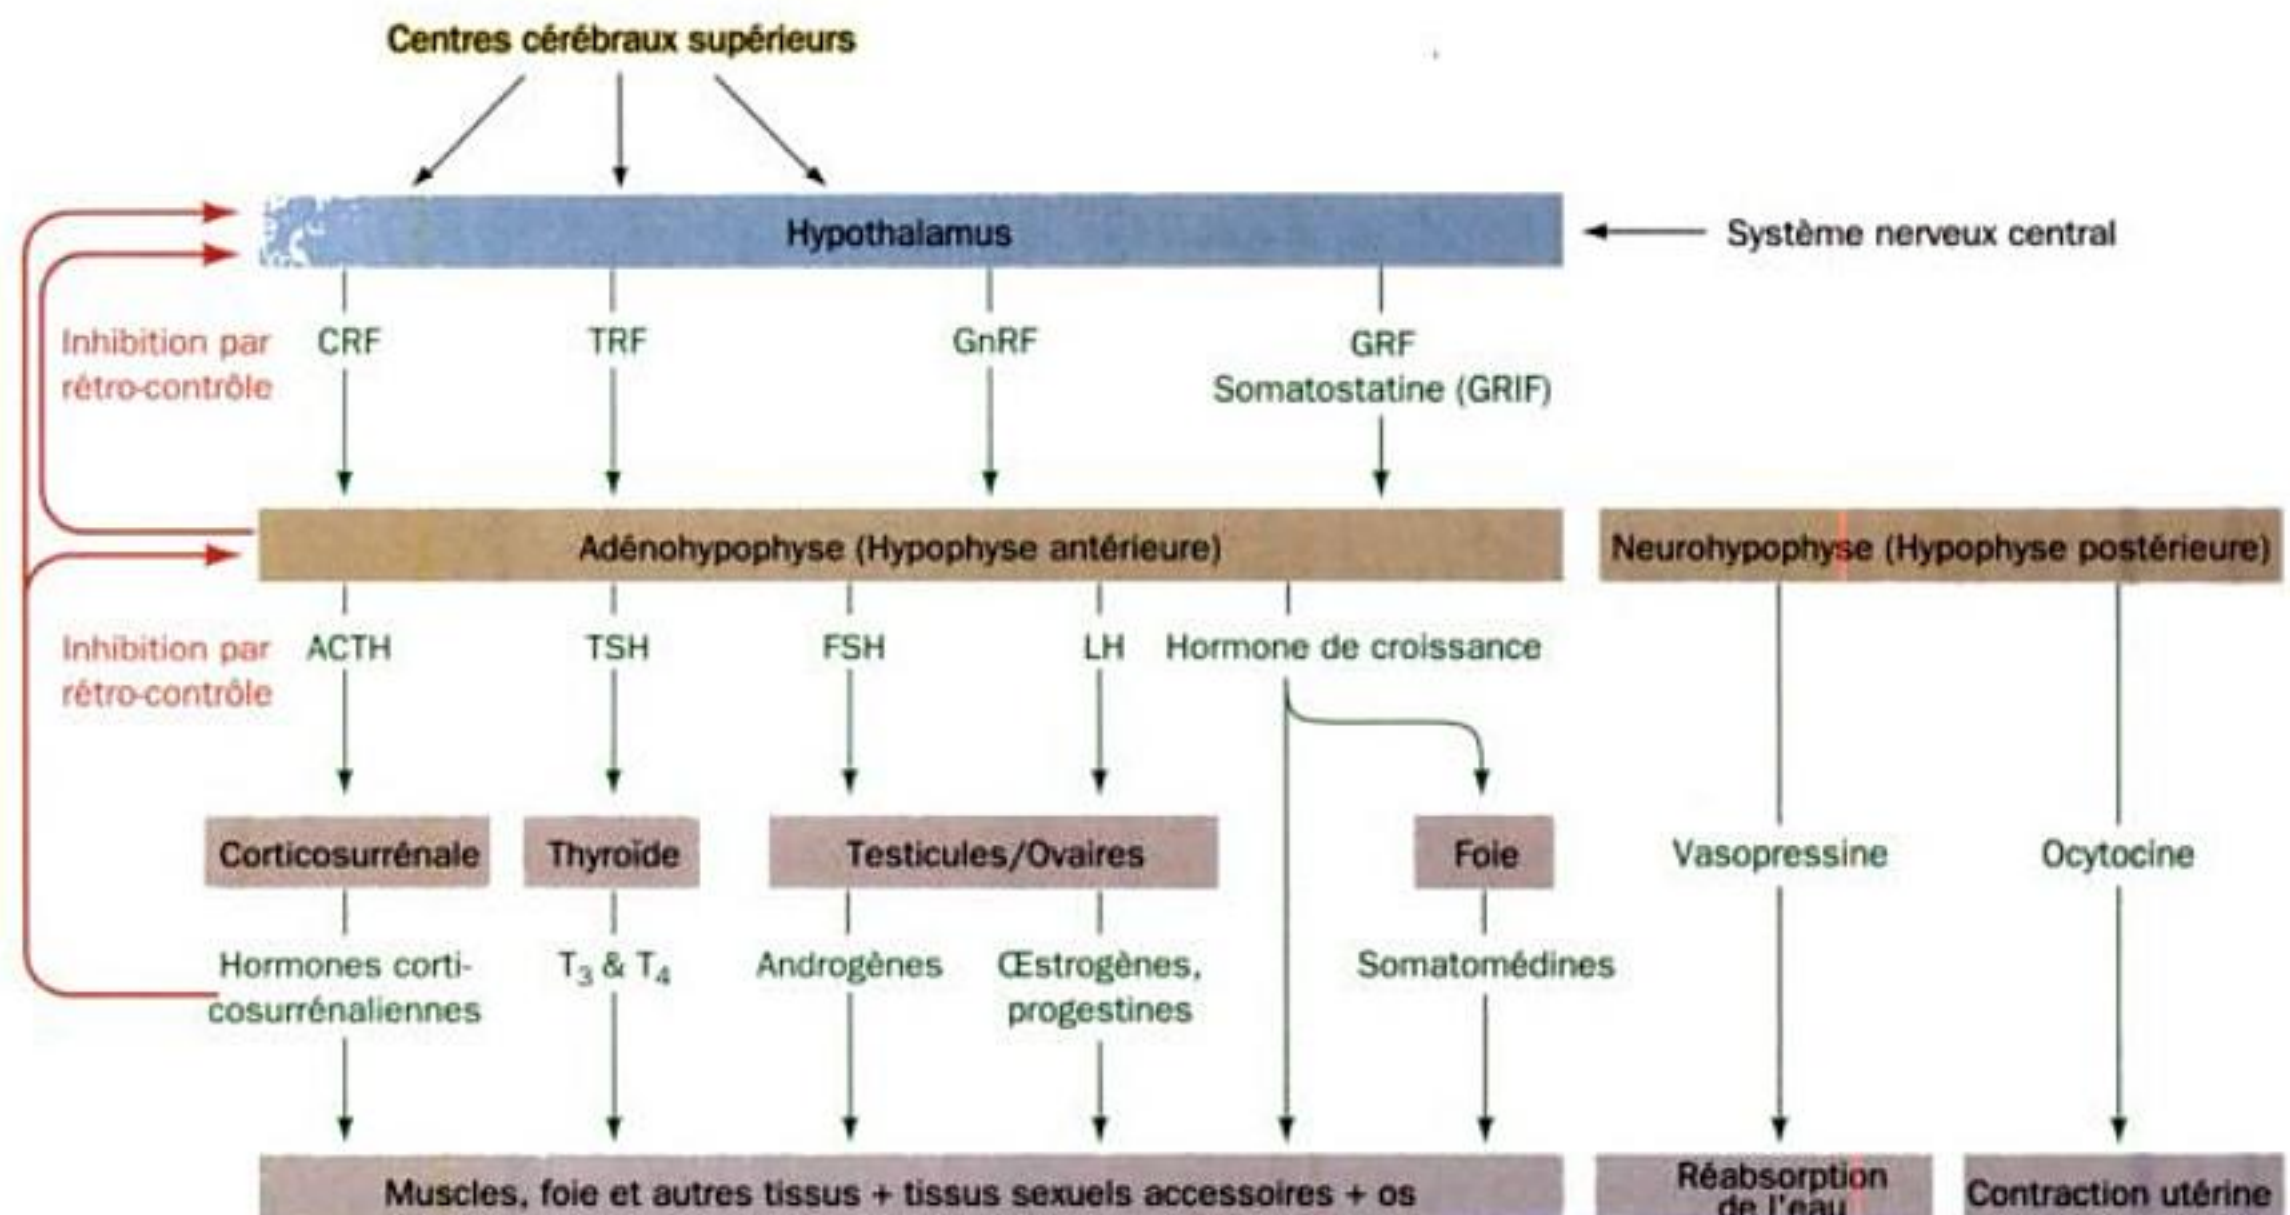 Centres cérébraux supérieurs
Hypothalamus
Système nerveux central
Inhibition par
rétro-contrôle
CRF
TRF
GnRF
GRF
Somatostatine (GRIF)
Adénohypophyse (Hypophyse antérieure)
Neurohypophyse (Hypophyse postérieure)
Inhibition par
rétro-contrôle
ACTH
TSH
FSH
LH
Hormone de croissance
Corticosurrénale
Thyroïde
Testicules/Ovaires
Foie
Vasopressine
Ocytocine
Hormones corti-
cosurrénaliennes
T₃ & T₄
Androgènes
Œstrogènes,
progestines
Somatomédines
Muscles, foie et autres tissus + tissus sexuels accessoires + os
Réabsorption
de l'eau
Contraction utérine